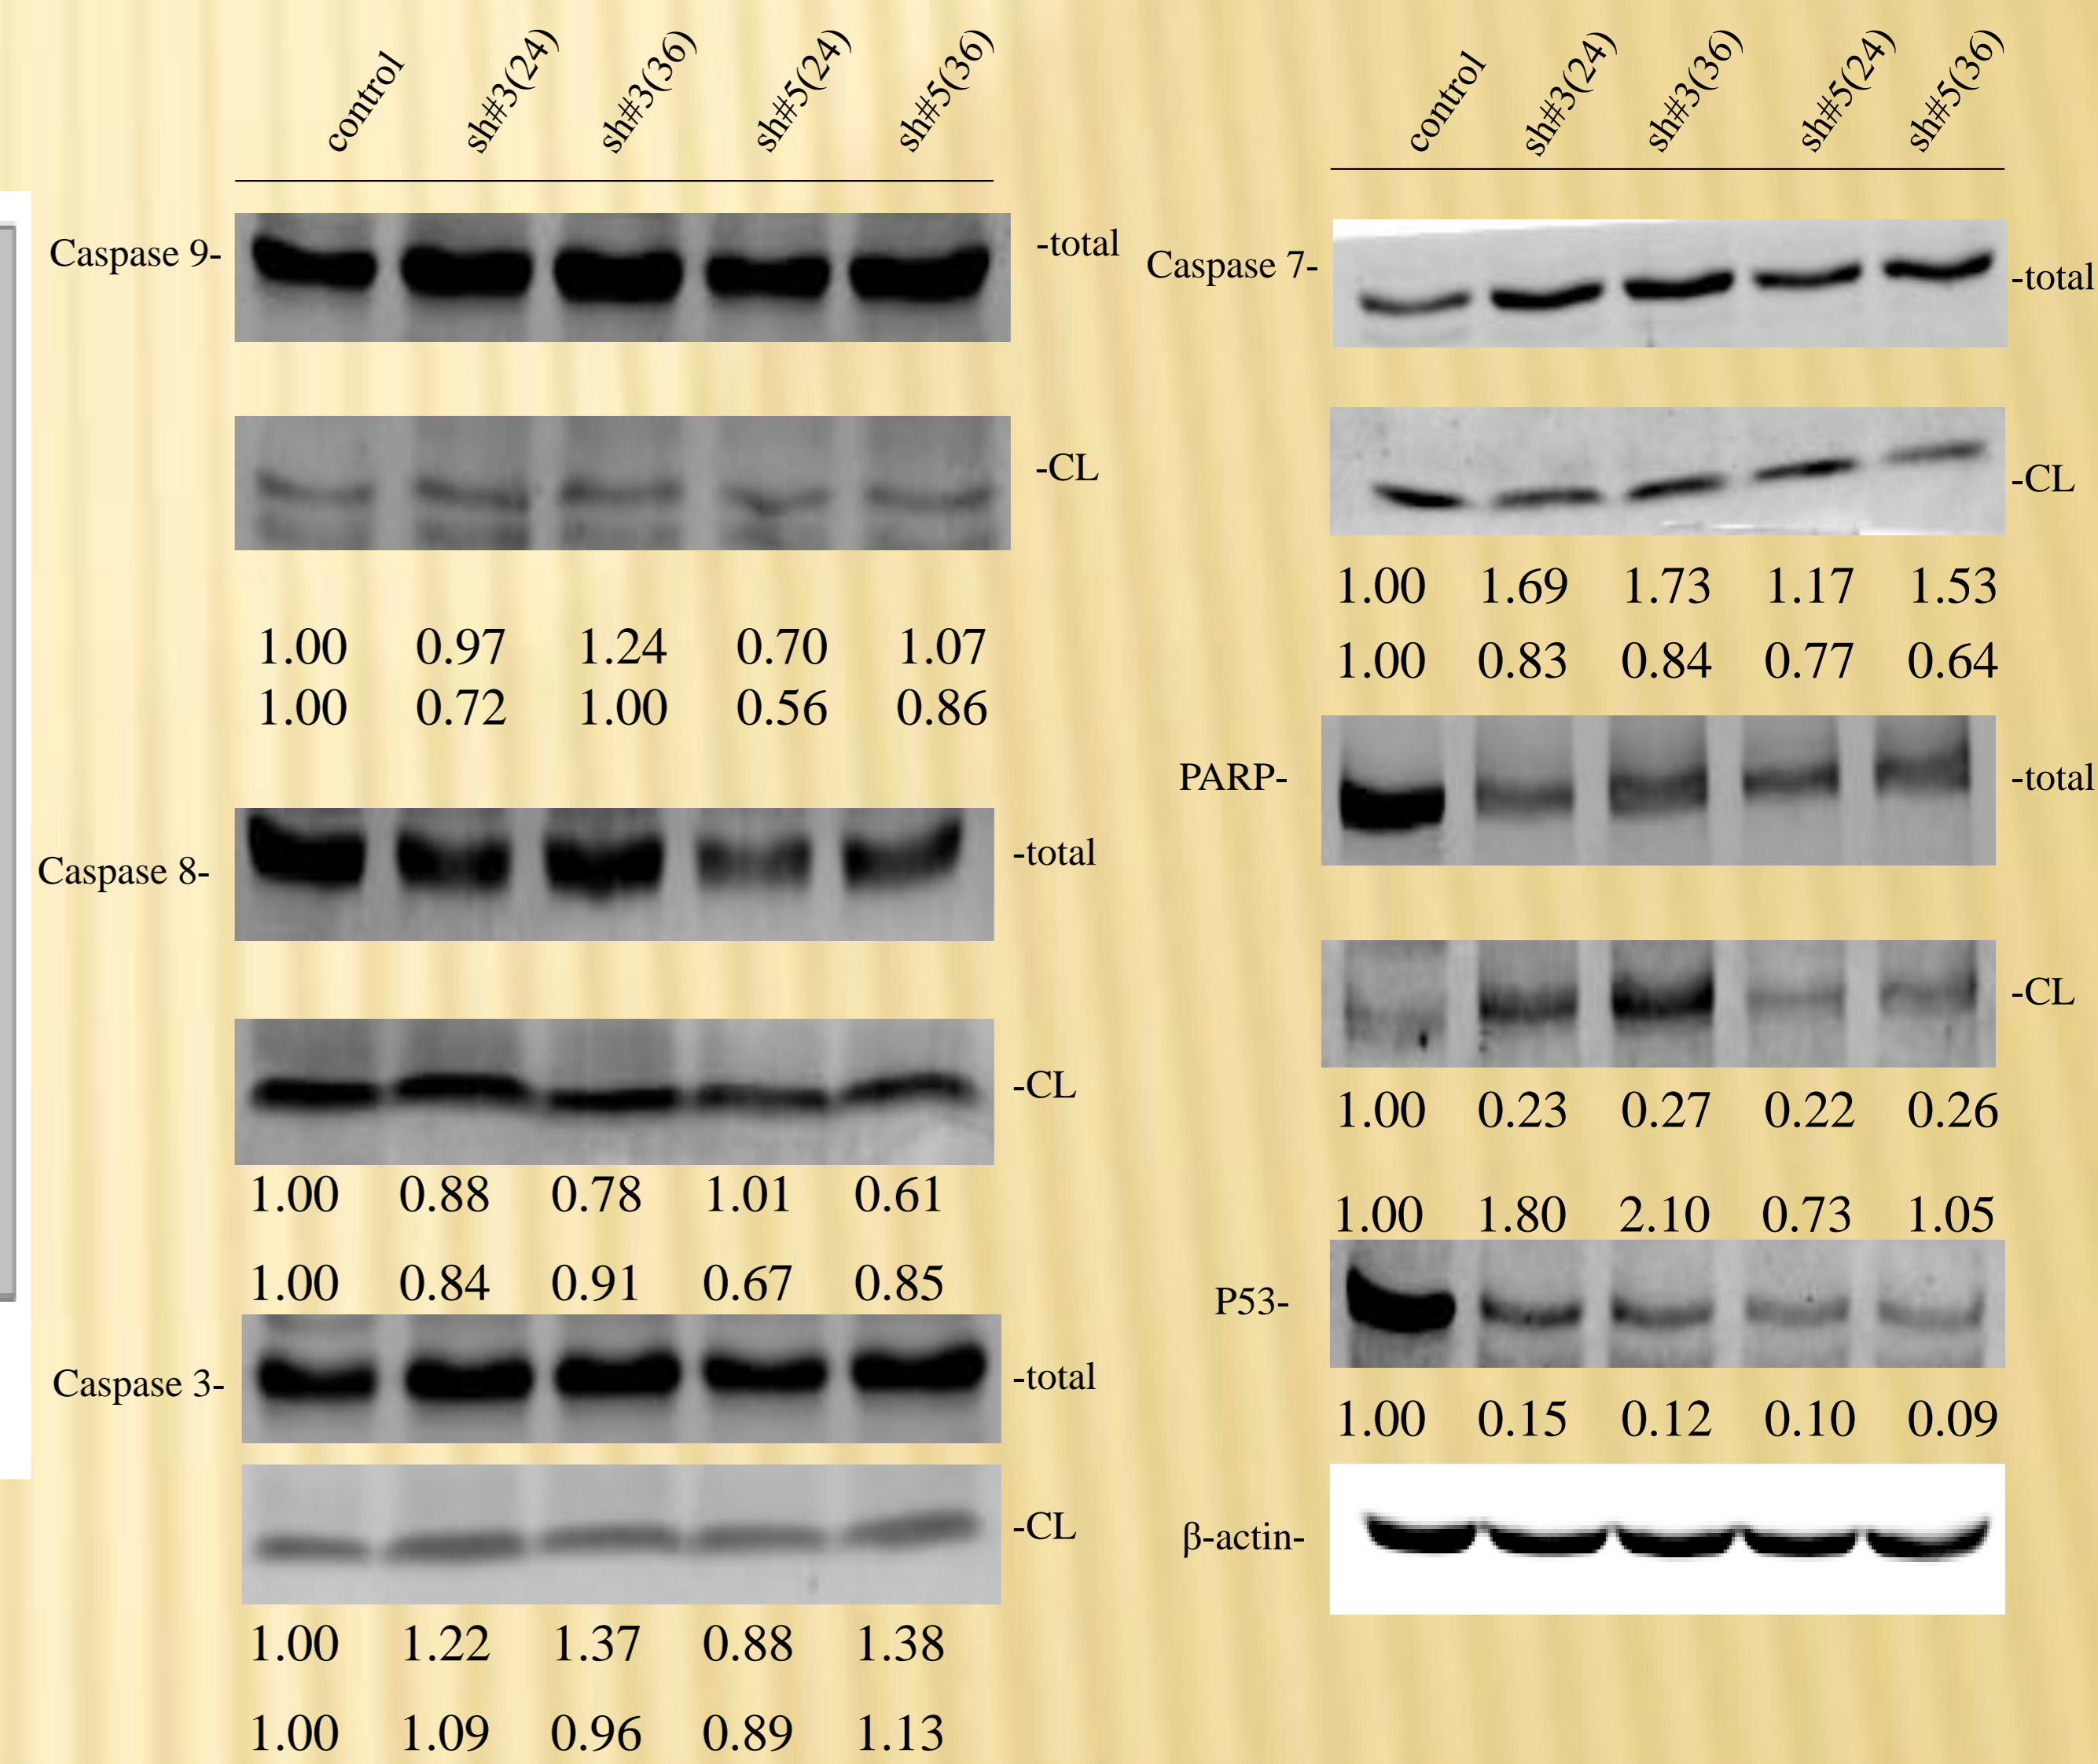 control sh#3(24) sh#3(36) sh#5(24) sh#5(36)
Caspase 9- -total
-CL
1.00 0.97 1.24 0.70 1.07
1.00 0.72 1.00 0.56 0.86
Caspase 8- -total
-CL
1.00 0.88 0.78 1.01 0.61
1.00 0.84 0.91 0.67 0.85
Caspase 3- -total
-CL
1.00 1.22 1.37 0.88 1.38
1.00 1.09 0.96 0.89 1.13
control sh#3(24) sh#3(36) sh#5(24) sh#5(36)
Caspase 7- -total
-CL
1.00 1.69 1.73 1.17 1.53
1.00 0.83 0.84 0.77 0.64
PARP- -total
-CL
1.00 0.23 0.27 0.22 0.26
1.00 1.80 2.10 0.73 1.05
P53-
1.00 0.15 0.12 0.10 0.09
β-actin-